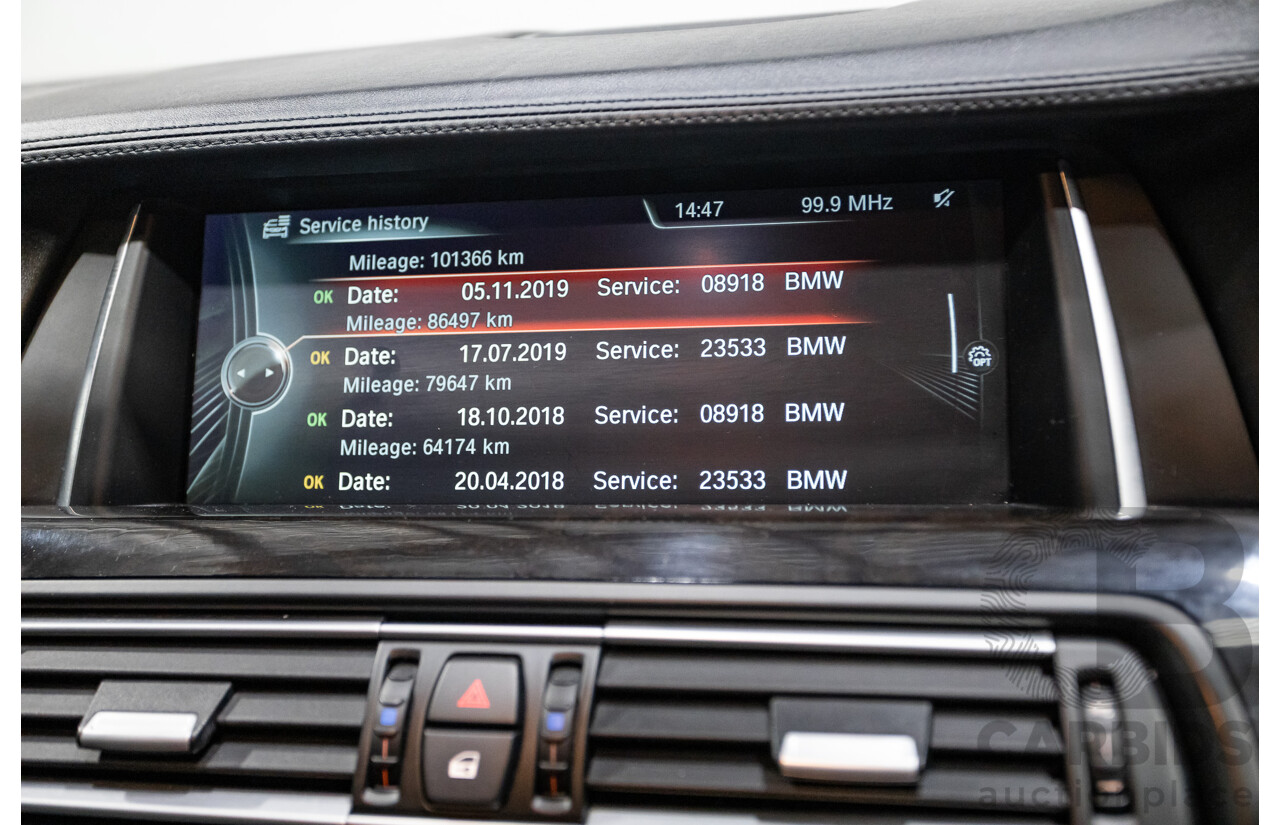 Service history 14:47 99.9 MHz
Mileage: 101366 km
OK Date: 05.11.2019 Service: 08918 BMW
Mileage: 86497 km
OK Date: 17.07.2019 Service: 23533 BMW
Mileage: 79647 km
OPT
OK Date: 18.10.2018 Service: 08918 BMW
Mileage: 64174 km
OK Date: 20.04.2018 Service: 23533 BMW
CARBIDS
auctionplace